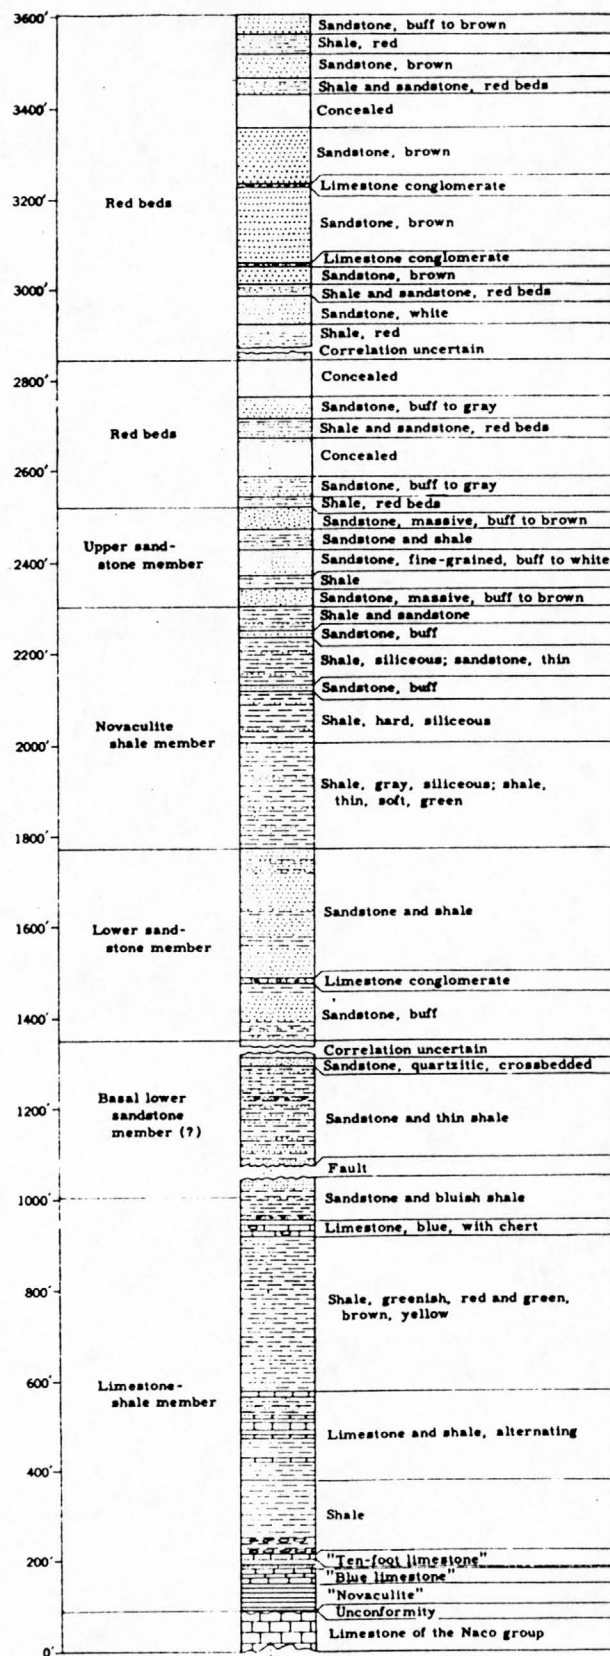 3600'
Sandstone, buff to brown
Shale, red
Sandstone, brown
Shale and sandstone, red beds
3400'
Concealed
Sandstone, brown
3200'
Limestone conglomerate
Red beds
Sandstone, brown
Limestone conglomerate
Sandstone, brown
3000'
Shale and sandstone, red beds
Sandstone, white
Shale, red
Correlation uncertain
2800'
Concealed
Sandstone, buff to gray
Red beds
Shale and sandstone, red beds
Concealed
2600'
Sandstone, buff to gray
Shale, red beds
Sandstone, massive, buff to brown
Upper sand-
stone member
Sandstone and shale
2400'
Sandstone, fine-grained, buff to white
Shale
Sandstone, massive, buff to brown
Shale and sandstone
Sandstone, buff
2200'
Shale, siliceous; sandstone, thin
Sandstone, buff
Novaculite
shale member
Shale, hard, siliceous
2000'
Shale, gray, siliceous; shale,
thin, soft, green
1800'
Sandstone and shale
1600'
Lower sand-
stone member
Limestone conglomerate
1400'
Sandstone, buff
Correlation uncertain
Sandstone, quartzitic, crossbedded
1200'
Basal lower
sandstone
member (?)
Sandstone and thin shale
Fault
1000'
Sandstone and bluish shale
Limestone, blue, with chert
800'
Shale, greenish, red and green,
brown, yellow
600'
Limestone-
shale member
Limestone and shale, alternating
400'
Shale
200'
"Ten-foot limestone"
"Blue limestone"
"Novaculite"
Unconformity
Limestone of the Naco group
0'